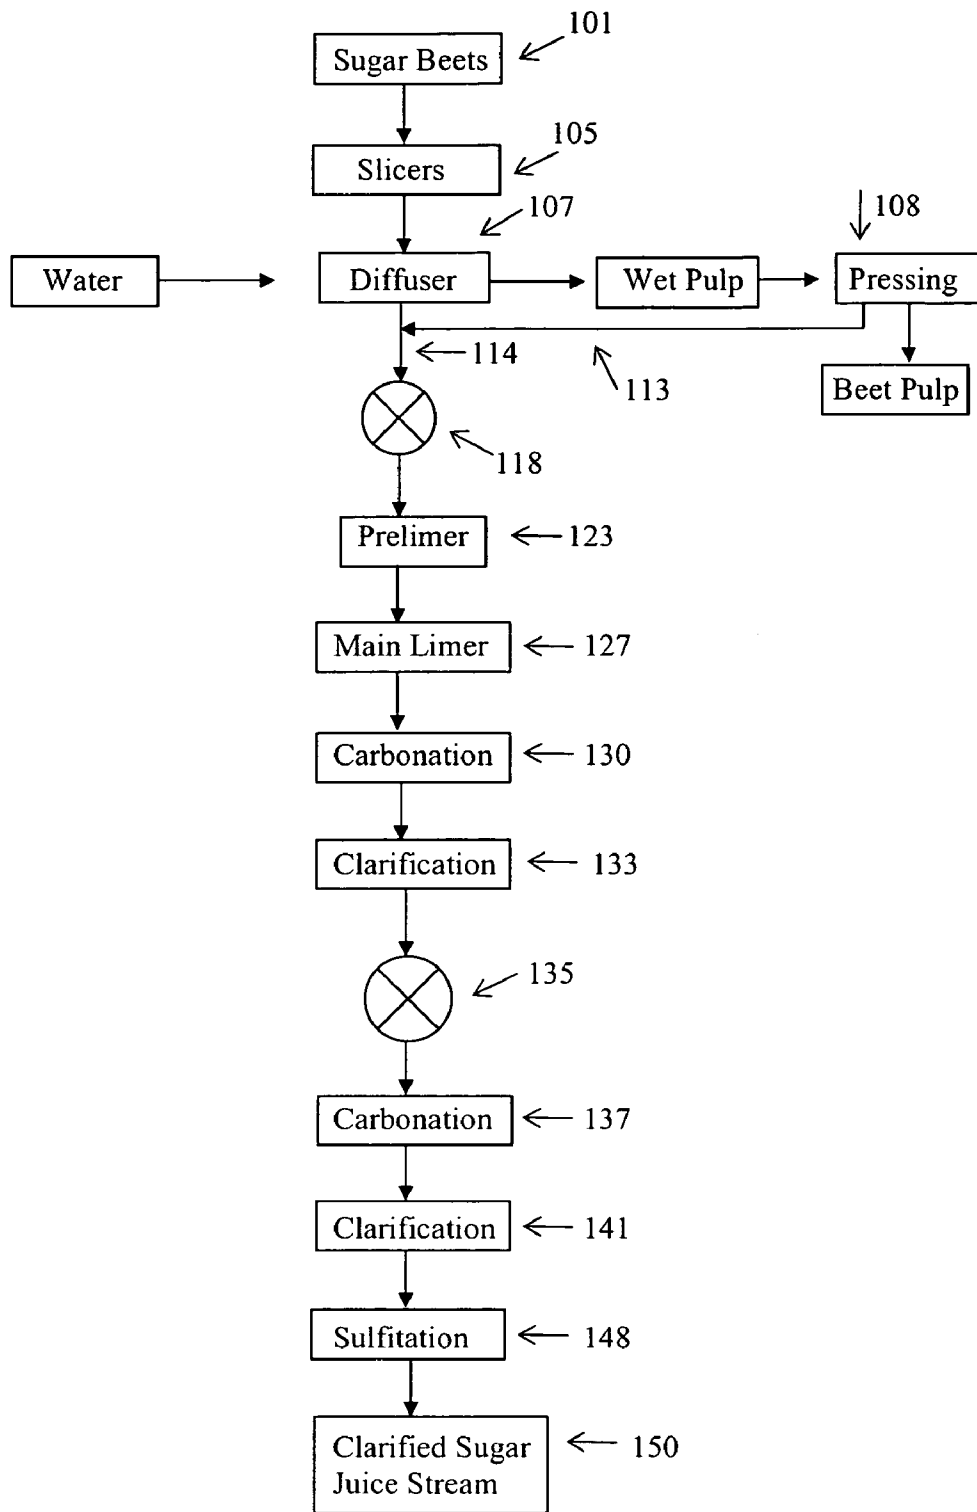 101
Sugar Beets
105
Slicers
107
108
Water
Diffuser
Wet Pulp
Pressing
114
113
Beet Pulp
118
Prelimer
123
Main Limer
127
Carbonation
130
Clarification
133
135
Carbonation
137
Clarification
141
Sulfitation
148
Clarified Sugar
Juice Stream
150